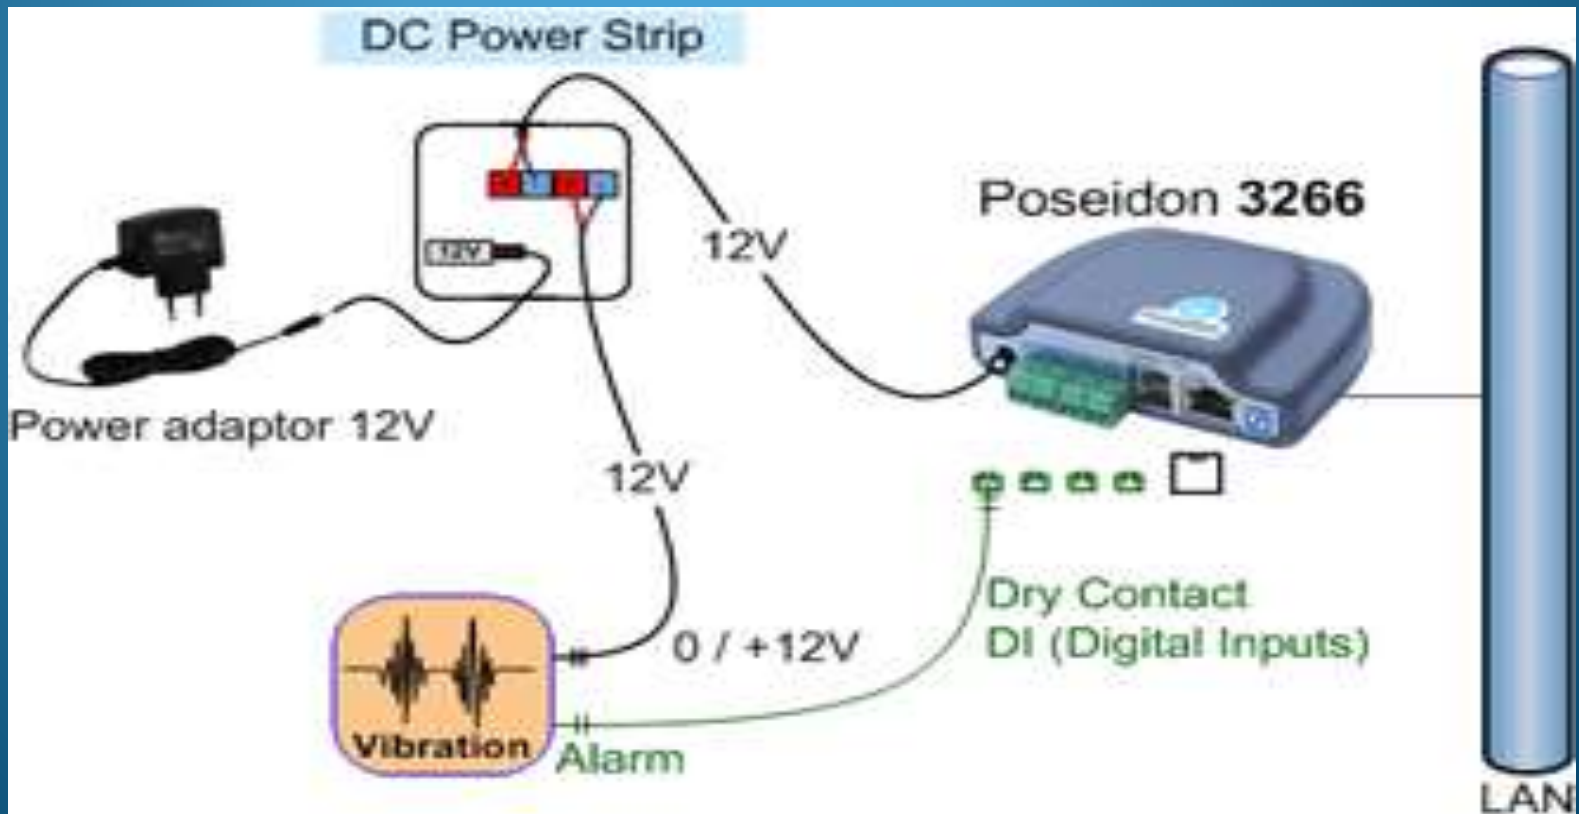 DC Power Strip
Poseidon 3266
12V
12V
Power adaptor 12V
12V
Dry Contact
DI (Digital Inputs)
0 / +12V
Vibration
Alarm
LAN